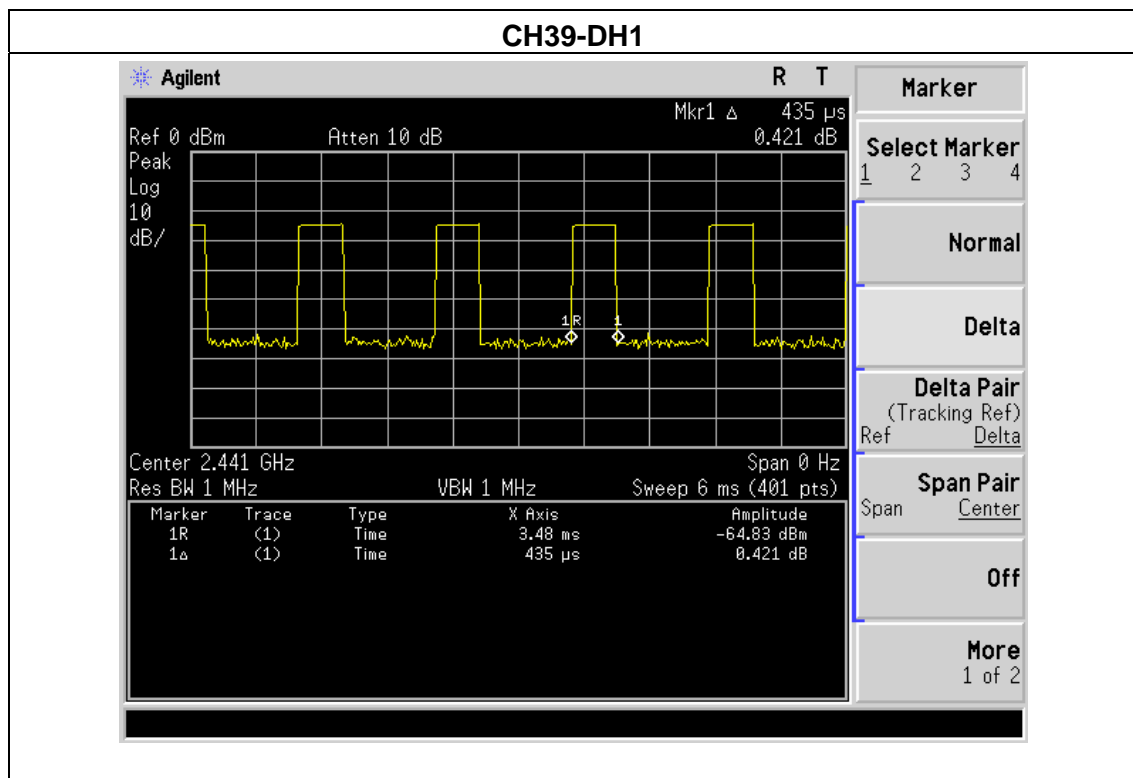 CH39-DH1
Agilent R T
Mkr1 Δ 435 µs
Ref 0 dBm Atten 10 dB 0.421 dB
Peak
Log
10
dB/
1R 1
Center 2.441 GHz Span 0 Hz
Res BW 1 MHz VBW 1 MHz Sweep 6 ms (401 pts)
Marker Trace Type X Axis Amplitude
1R (1) Time 3.48 ms -64.83 dBm
1Δ (1) Time 435 µs 0.421 dB
Marker
Select Marker
1 2 3 4
Normal
Delta
Delta Pair
(Tracking Ref)
Ref Delta
Span Pair
Span Center
Off
More
1 of 2